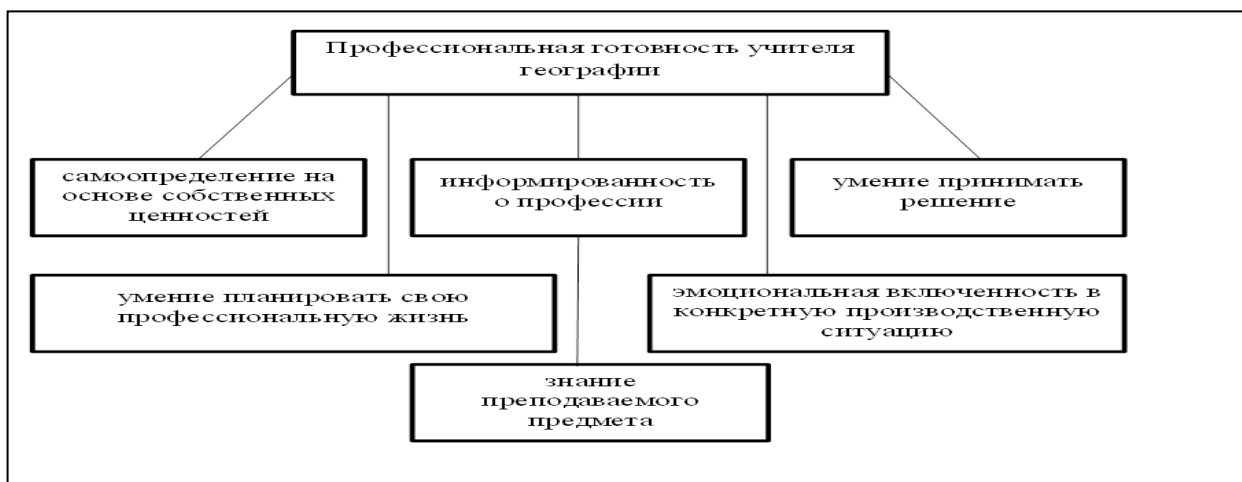 Профессиональная готовность учителя
географии
самоопределение на
основе собственных
ценностей
информированность
о профессии
умение принимать
решение
умение планировать свою
профессиональную жизнь
эмоциональная включенность в
конкретную производственную
ситуацию
знание
преподаваемого
предмета